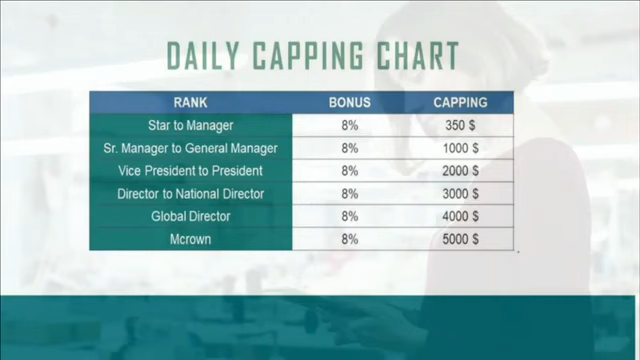 DAILY CAPPING CHART
RANK BONUS CAPPING
Star to Manager 8% 350 $
Sr. Manager to General Manager 8% 1000 $
Vice President to President 8% 2000 $
Director to National Director 8% 3000 $
Global Director 8% 4000 $
Mcrown 8% 5000 $